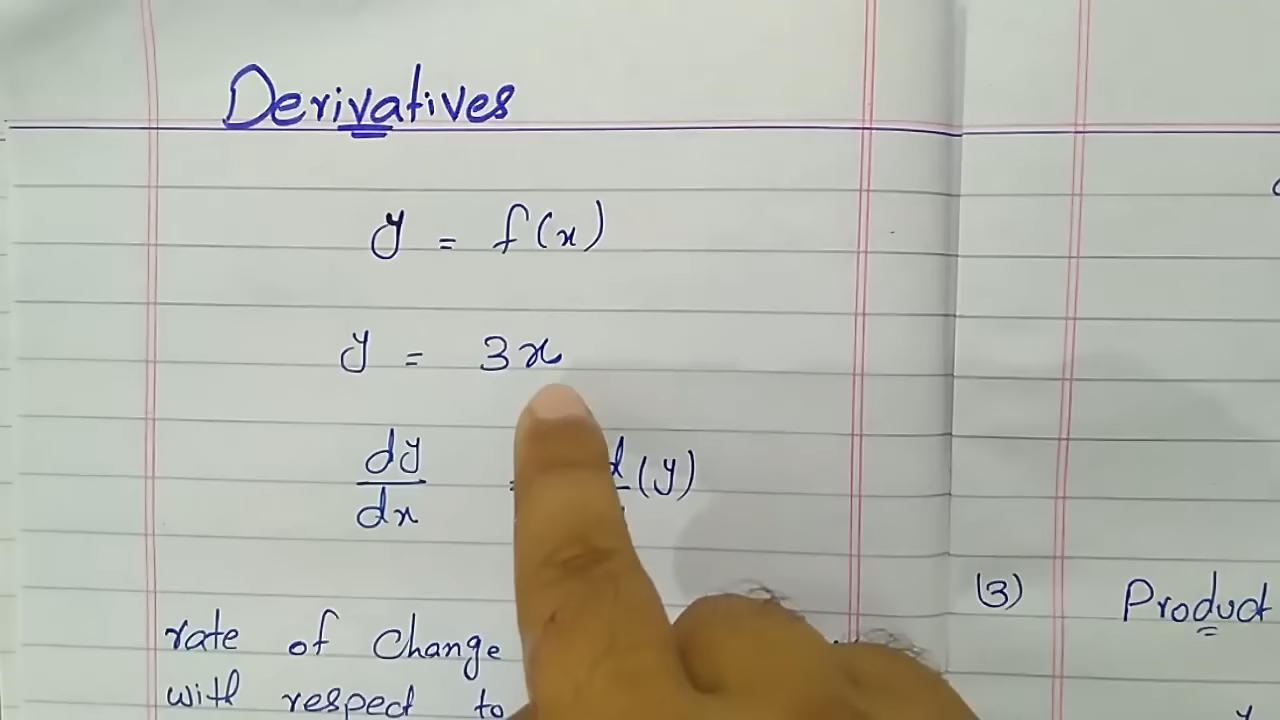 Derivatives
y = f(x)
y = 3x
dy/dx = d (y)
rate of Change
with respect to
(3) Product